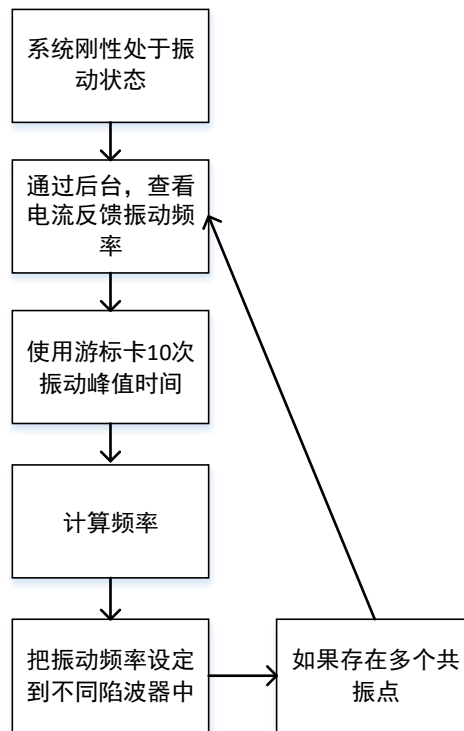 系统刚性处于振
动状态
通过后台，查看
电流反馈振动频
率
使用游标卡10次
振动峰值时间
计算频率
把振动频率设定
到不同陷波器中
如果存在多个共
振点